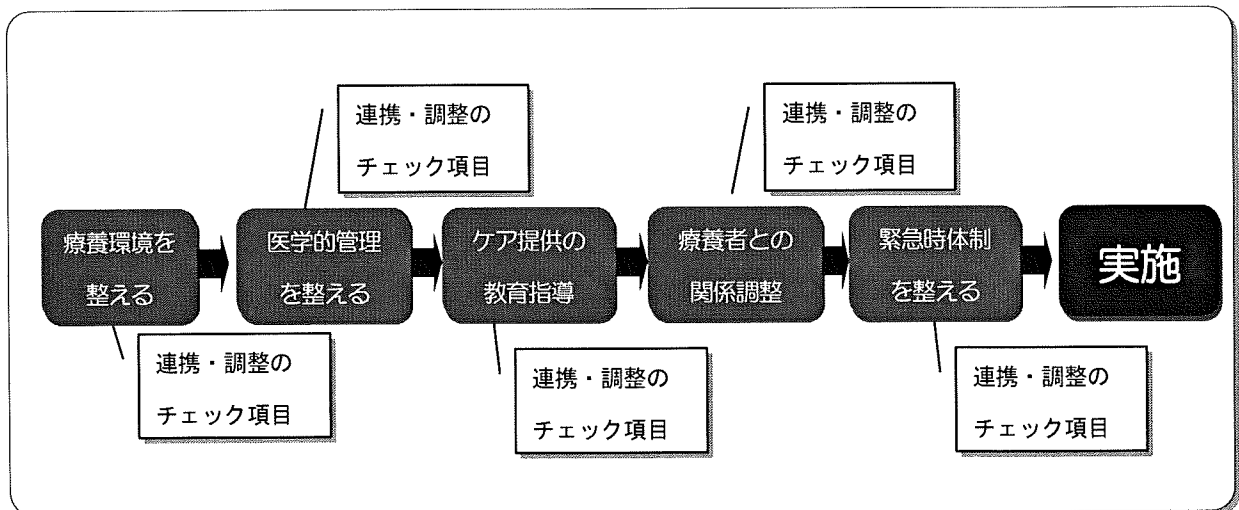 連携・調整の
チェック項目
連携・調整の
チェック項目
療養環境を
整える
医学的管理
を整える
ケア提供の
教育指導
療養者との
関係調整
緊急時体制
を整える
実施
連携・調整の
チェック項目
連携・調整の
チェック項目
連携・調整の
チェック項目